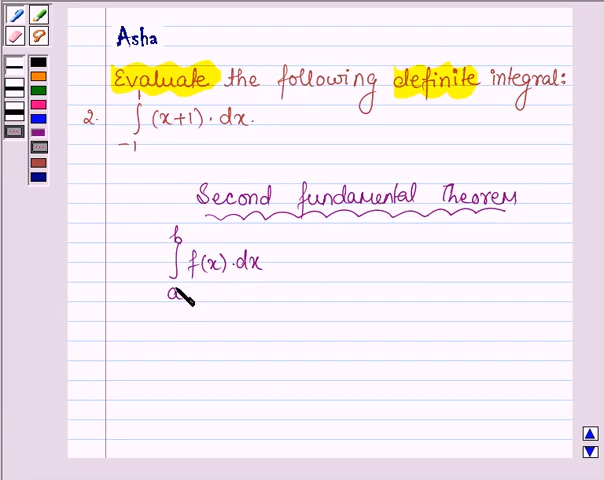 Asha
Evaluate the following definite integral:
2. ∫₋₁¹ (x+1) · dx.
Second fundamental Theorem
∫ₐᵇ f(x) · dx